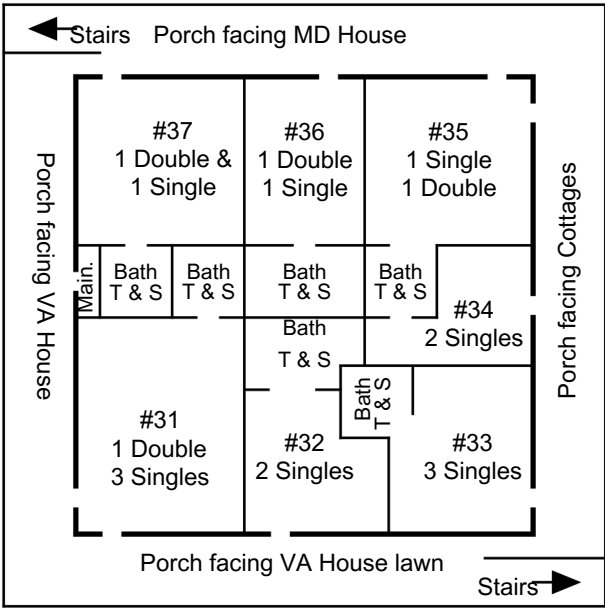 Stairs
Porch facing MD House
Porch facing VA House
Porch facing Cottages
#37
1 Double &
1 Single
#36
1 Double
1 Single
#35
1 Single
1 Double
Main.
Bath
T & S
Bath
T & S
Bath
T & S
Bath
T & S
#34
2 Singles
Bath
T & S
Bath
T & S
#31
1 Double
3 Singles
#32
2 Singles
#33
3 Singles
Porch facing VA House lawn
Stairs